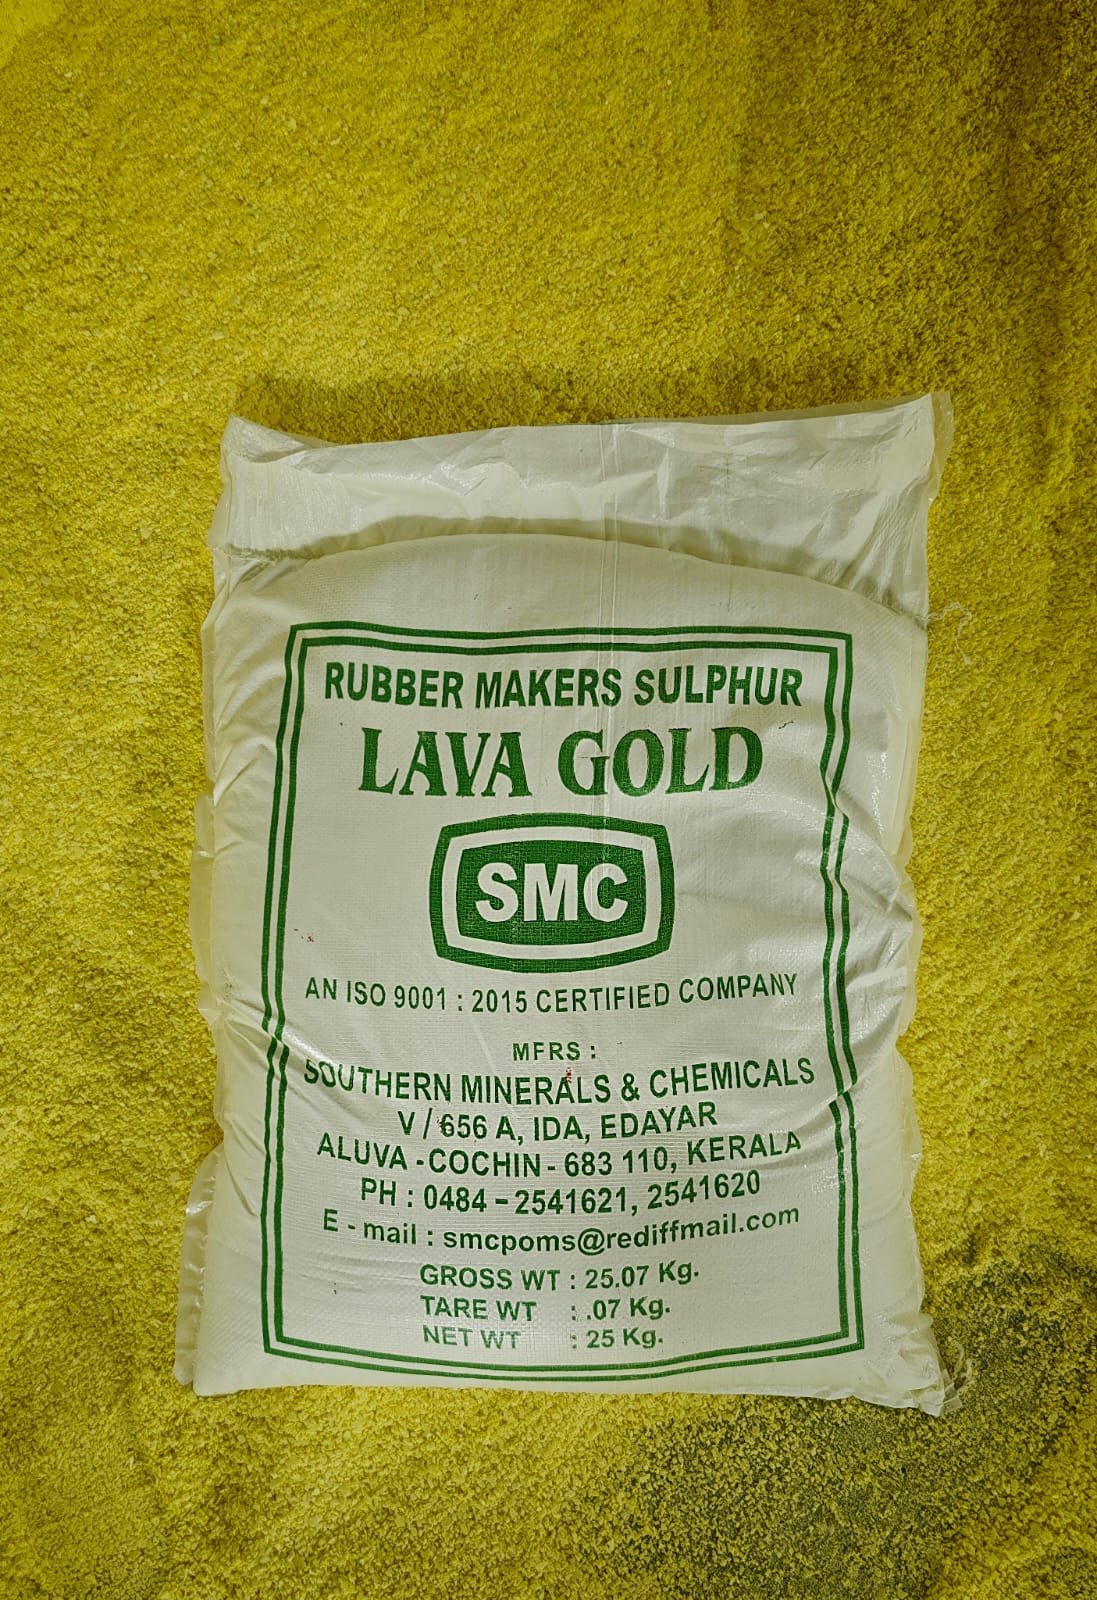 RUBBER MAKERS SULPHUR
LAVA GOLD
SMC
AN ISO 9001 : 2015 CERTIFIED COMPANY
MFRS :
SOUTHERN MINERALS & CHEMICALS
V / 656 A, IDA, EDAYAR
ALUVA - COCHIN - 683 110, KERALA
PH : 0484 - 2541621, 2541620
E - mail : smcpoms@rediffmail.com
GROSS WT : 25.07 Kg.
TARE WT : .07 Kg.
NET WT : 25 Kg.